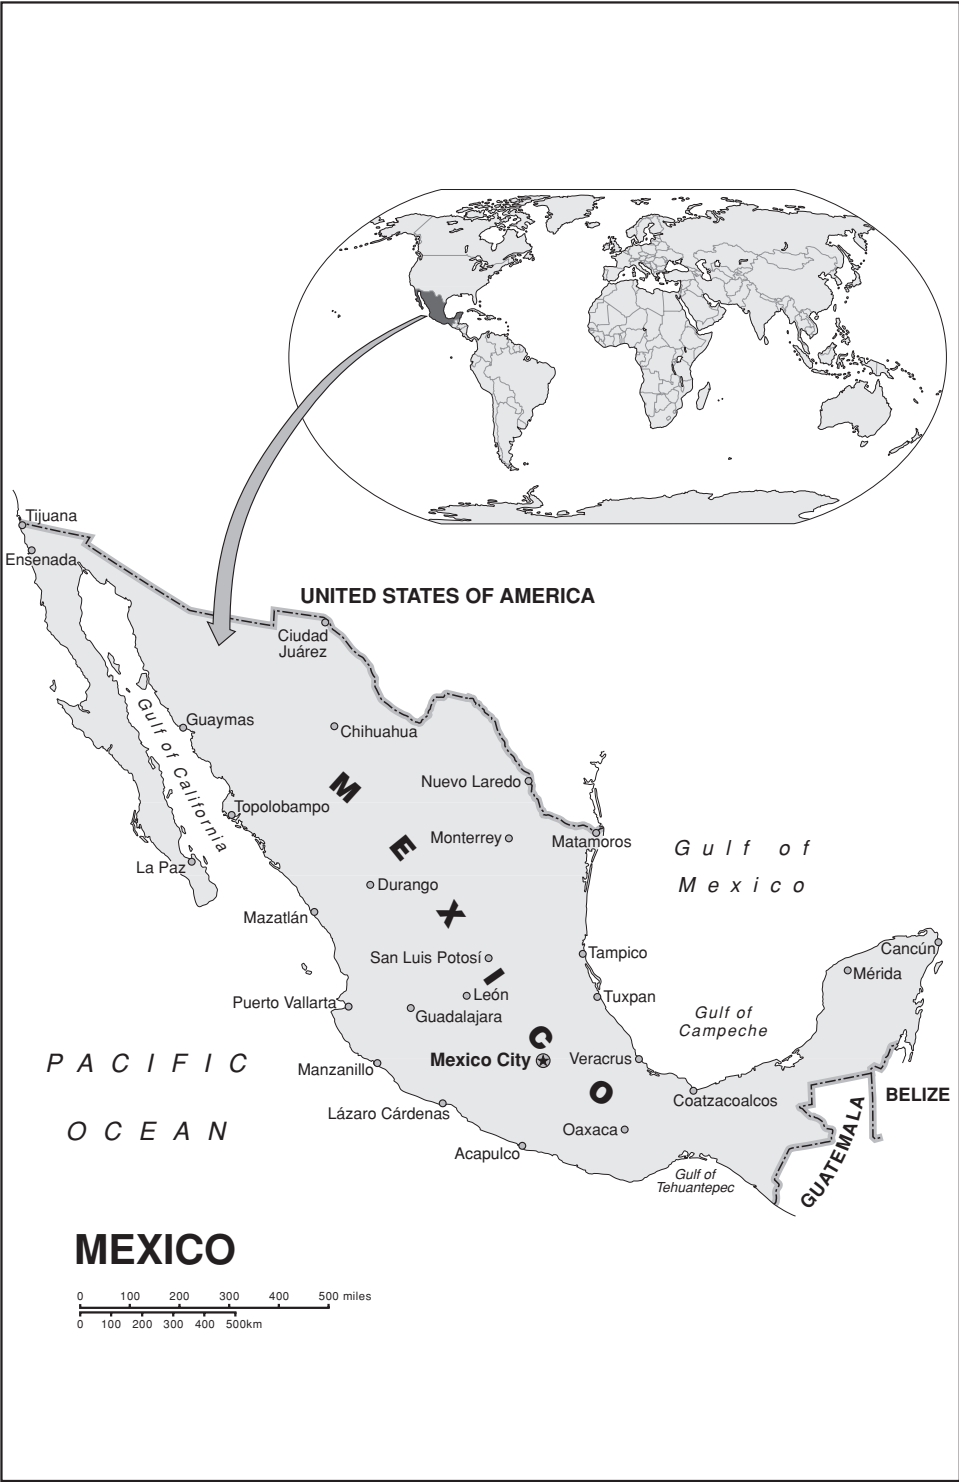 Tijuana
Ensenada
UNITED STATES OF AMERICA
Ciudad
Juárez
Guaymas
Chihuahua
Gulf of California
Nuevo Laredo
M
E
X
I
C
O
Topolobampo
Monterrey
Matamoros
Gulf of
Mexico
La Paz
Durango
Mazatlán
Tampico
Cancún
San Luis Potosí
Mérida
León
Tuxpan
Puerto Vallarta
Guadalajara
Gulf of
Campeche
Mexico City
Veracrus
PACIFIC
OCEAN
Manzanillo
Coatzacoalcos
BELIZE
Lázaro Cárdenas
Oaxaca
GUATEMALA
Acapulco
Gulf of
Tehuantepec
MEXICO
0 100 200 300 400 500 miles
0 100 200 300 400 500km